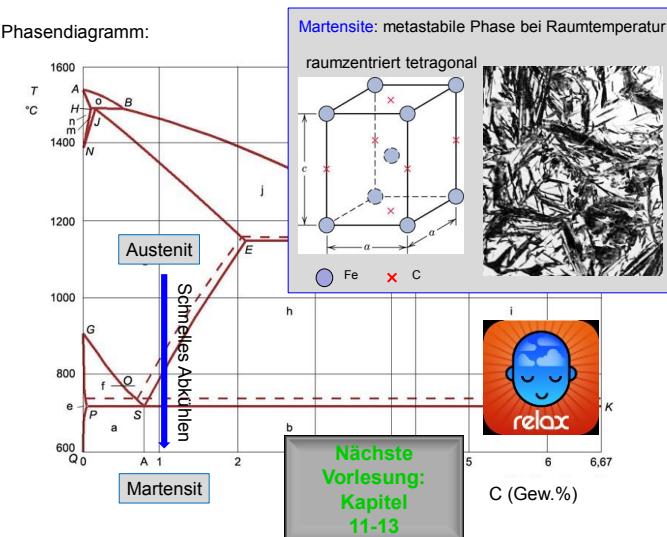 Phasendiagramm:
Martensite: metastabile Phase bei Raumtemperatur
raumzentriert tetragonal
c
a
a
Fe
C
1600
T
°C
1400
1200
1000
800
e
600
Q
A
H
n
m
N
o
J
B
j
E
Austenit
Schnelles Abkühlen
G
f
O
P
S
a
h
i
b
K
relax
0
A
1
2
5
6
6,67
Martensit
Nächste
Vorlesung:
Kapitel
11-13
C (Gew.%)